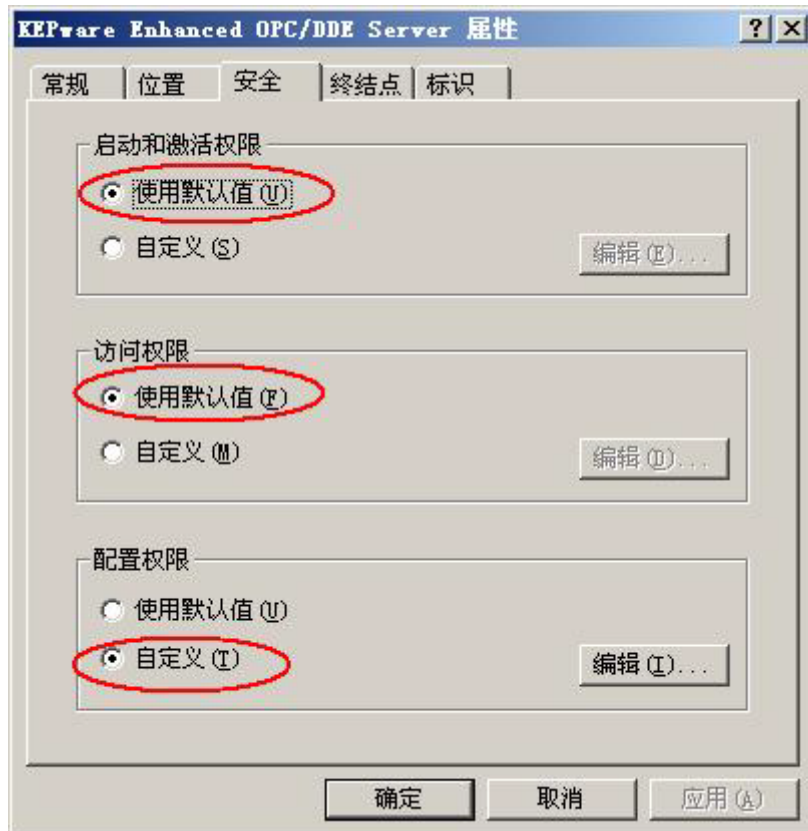 KEPware Enhanced OPC/DDE Server 属性
常规 位置 安全 终结点 标识
启动和激活权限
使用默认值(U)
自定义(S)
编辑(E)...
访问权限
使用默认值(F)
自定义(M)
编辑(D)...
配置权限
使用默认值(U)
自定义(T)
编辑(I)...
确定 取消 应用(A)